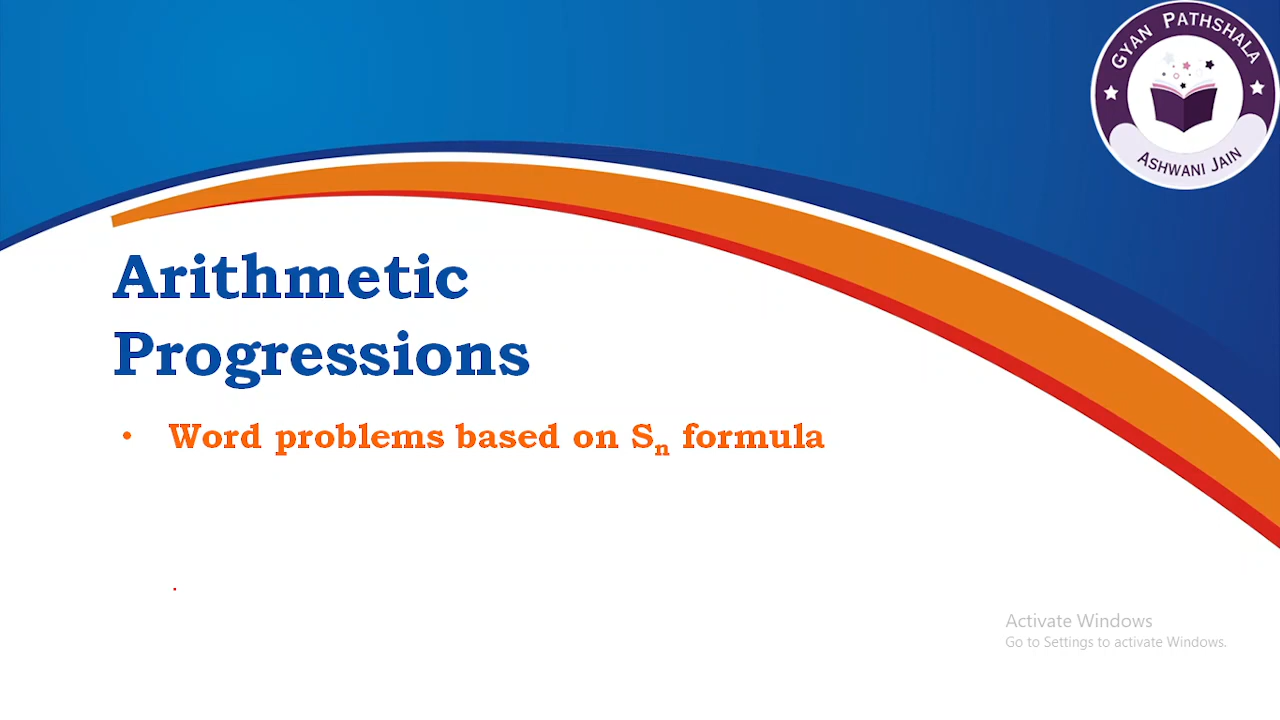 GYAN PATHSHALA
ASHWANI JAIN
Arithmetic
Progressions
• Word problems based on Sn formula
Activate Windows
Go to Settings to activate Windows.